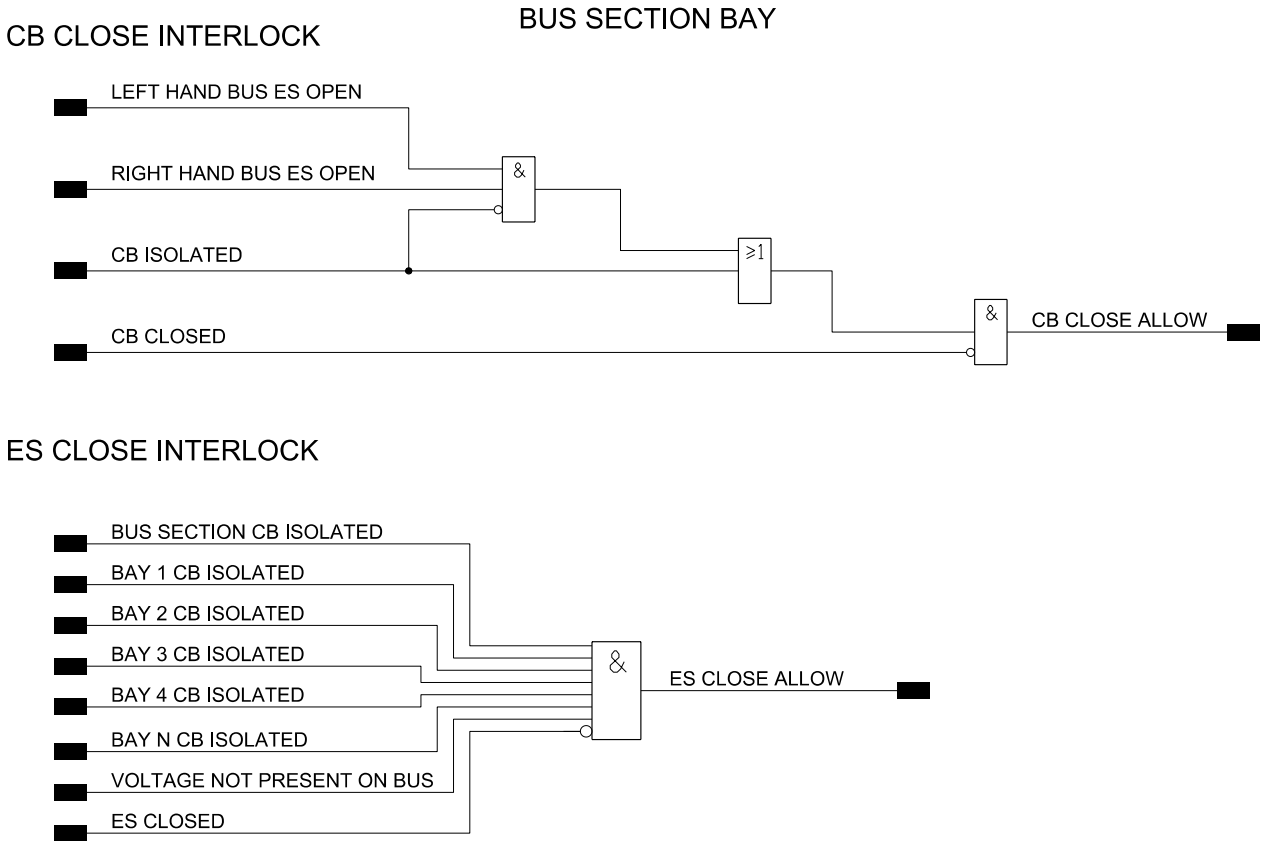 BUS SECTION BAY
CB CLOSE INTERLOCK
LEFT HAND BUS ES OPEN
RIGHT HAND BUS ES OPEN
&
CB ISOLATED
≥1
CB CLOSED
&
CB CLOSE ALLOW
ES CLOSE INTERLOCK
BUS SECTION CB ISOLATED
BAY 1 CB ISOLATED
BAY 2 CB ISOLATED
BAY 3 CB ISOLATED
BAY 4 CB ISOLATED
BAY N CB ISOLATED
VOLTAGE NOT PRESENT ON BUS
ES CLOSED
&
ES CLOSE ALLOW